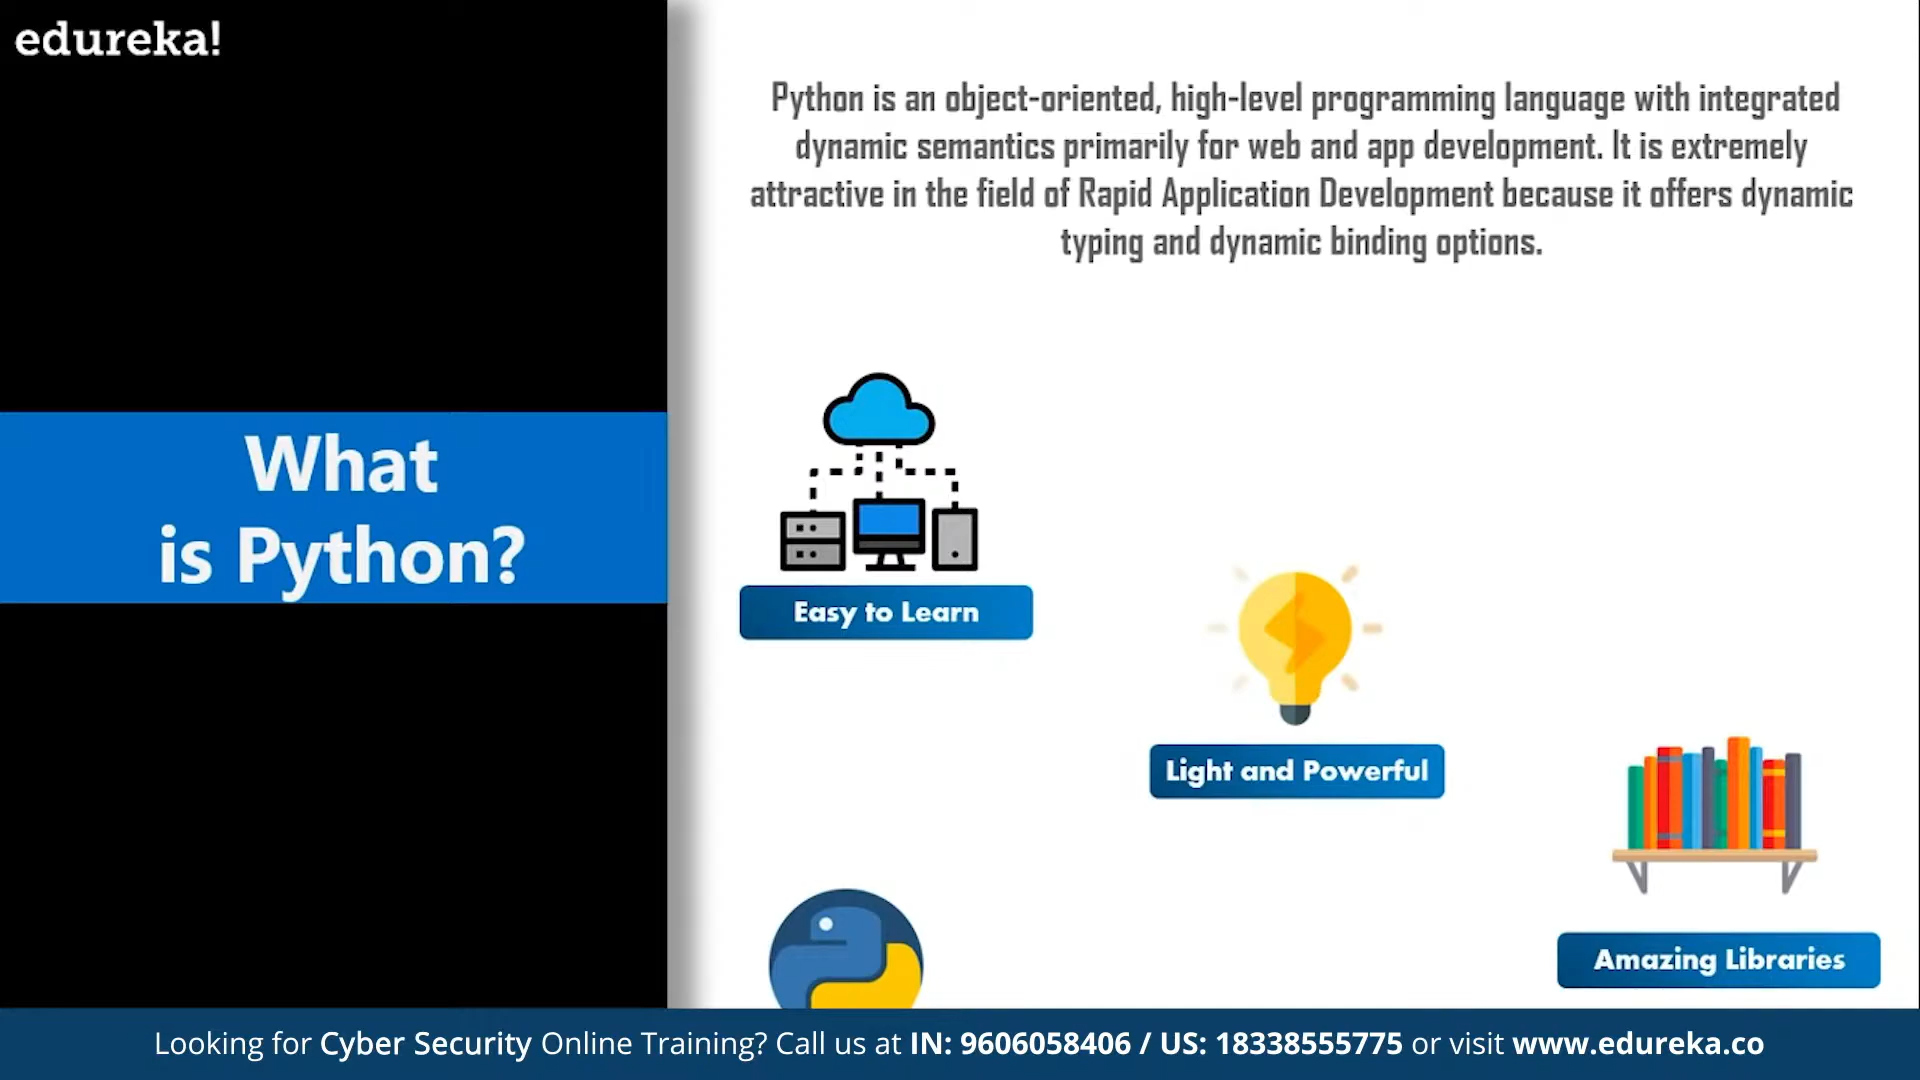 edureka!
Python is an object-oriented, high-level programming language with integrated
dynamic semantics primarily for web and app development. It is extremely
attractive in the field of Rapid Application Development because it offers dynamic
typing and dynamic binding options.
What
is Python?
Easy to Learn
Light and Powerful
Amazing Libraries
Looking for Cyber Security Online Training? Call us at IN: 9606058406 / US: 18338555775 or visit www.edureka.co